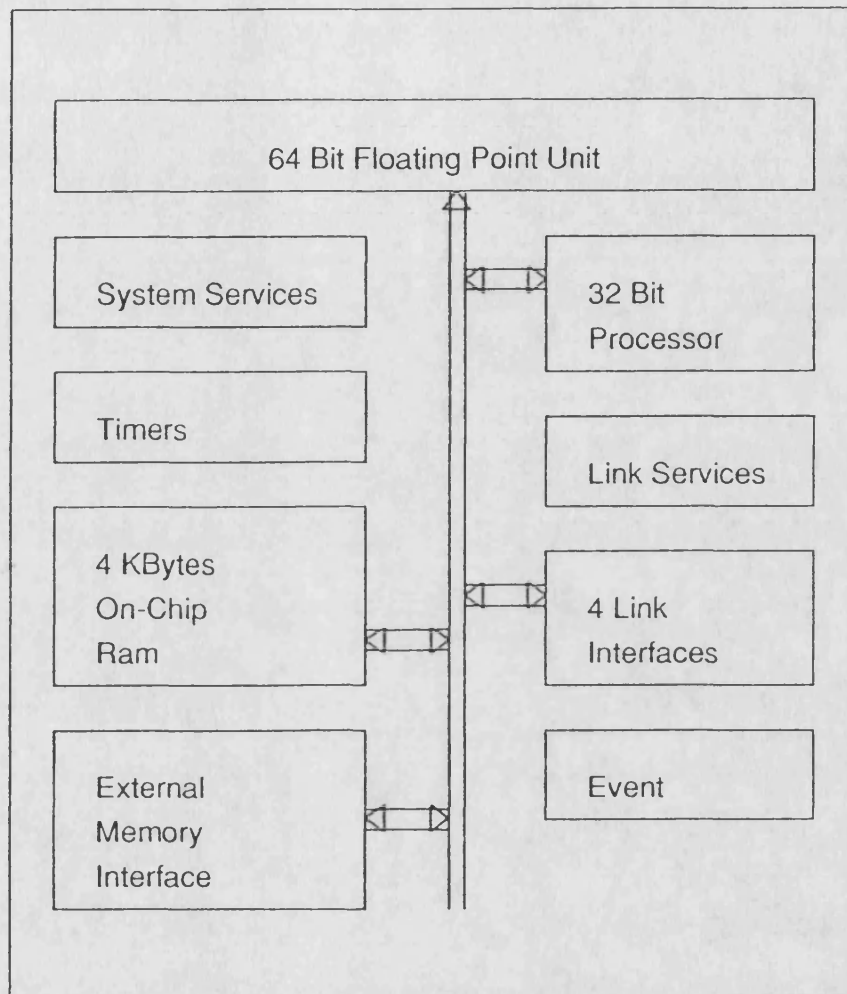 64 Bit Floating Point Unit
System Services
32 Bit
Processor
Timers
Link Services
4 KBytes
On-Chip
Ram
4 Link
Interfaces
External
Memory
Interface
Event